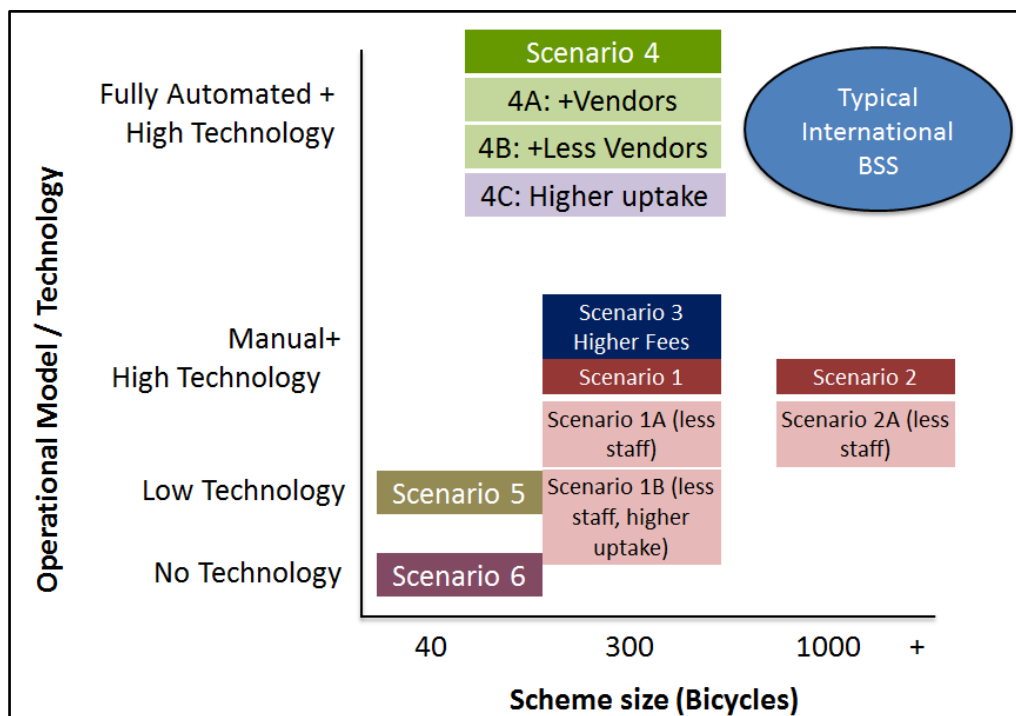 Operational Model / Technology
Fully Automated +
High Technology
Scenario 4
4A: +Vendors
4B: +Less Vendors
4C: Higher uptake
Typical
International
BSS
Manual+
High Technology
Scenario 3
Higher Fees
Scenario 1
Scenario 2
Scenario 1A (less
staff)
Scenario 2A (less
staff)
Low Technology
Scenario 5
Scenario 1B (less
staff, higher
uptake)
No Technology
Scenario 6
40
300
1000
+
Scheme size (Bicycles)